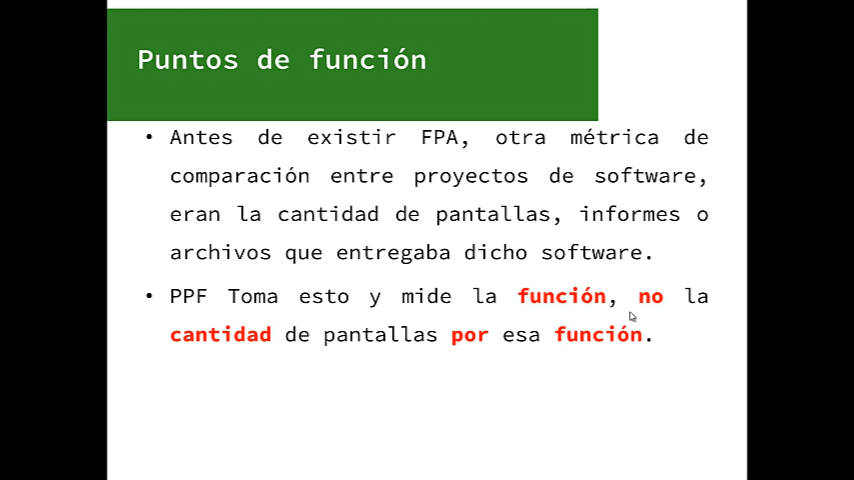 Puntos de función
• Antes de existir FPA, otra métrica de
comparación entre proyectos de software,
eran la cantidad de pantallas, informes o
archivos que entregaba dicho software.
• PPF Toma esto y mide la función, no la
cantidad de pantallas por esa función.